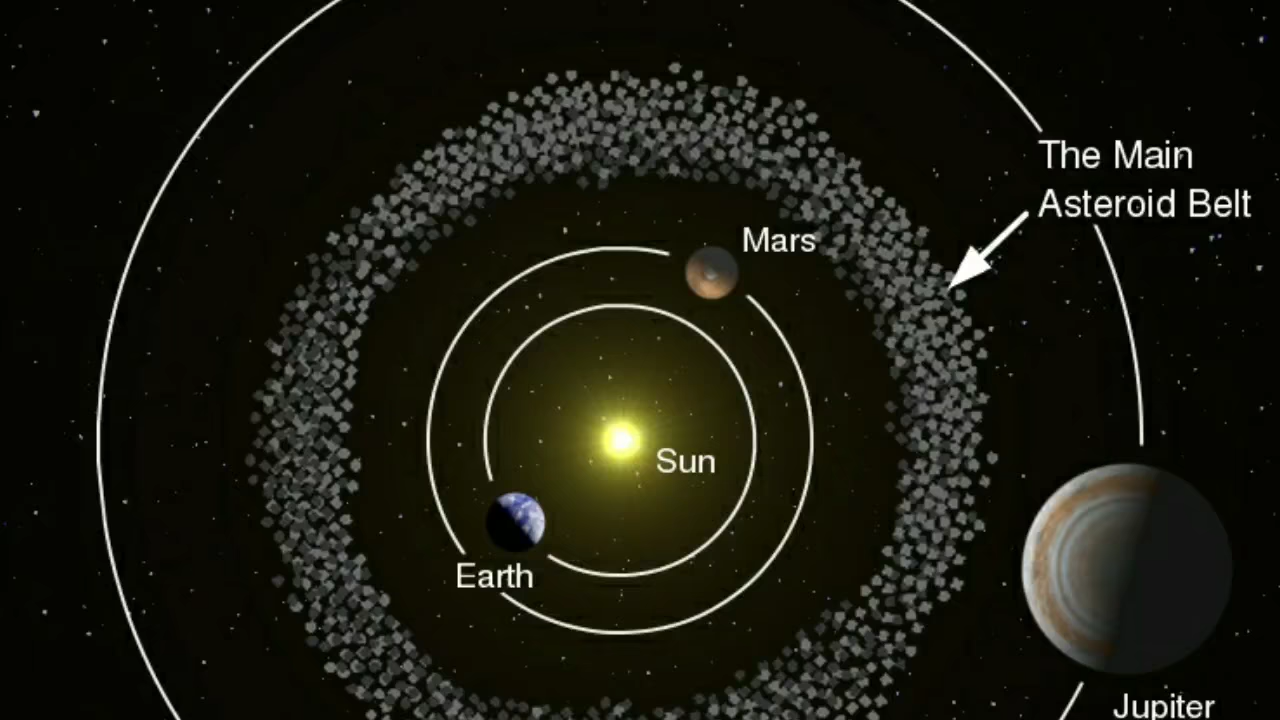 The Main
Asteroid Belt
Mars
Sun
Earth
Jupiter